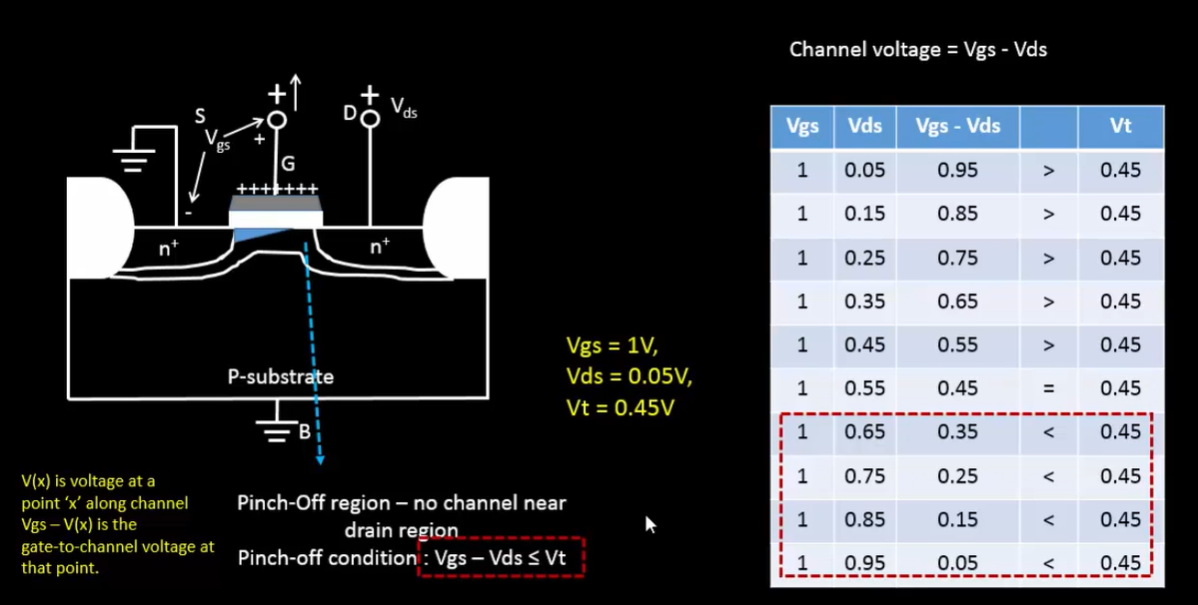 Channel voltage = Vgs - Vds
S
Vgs
+
+
G
+
D
Vds
+++++++
-
n+
n+
P-substrate
B
Vgs = 1V,
Vds = 0.05V,
Vt = 0.45V
V(x) is voltage at a
point ‘x’ along channel
Vgs – V(x) is the
gate-to-channel voltage at
that point.
Pinch-Off region – no channel near
drain region
Pinch-off condition : Vgs – Vds ≤ Vt
Vgs Vds Vgs - Vds Vt
1 0.05 0.95 > 0.45
1 0.15 0.85 > 0.45
1 0.25 0.75 > 0.45
1 0.35 0.65 > 0.45
1 0.45 0.55 > 0.45
1 0.55 0.45 = 0.45
1 0.65 0.35 < 0.45
1 0.75 0.25 < 0.45
1 0.85 0.15 < 0.45
1 0.95 0.05 < 0.45